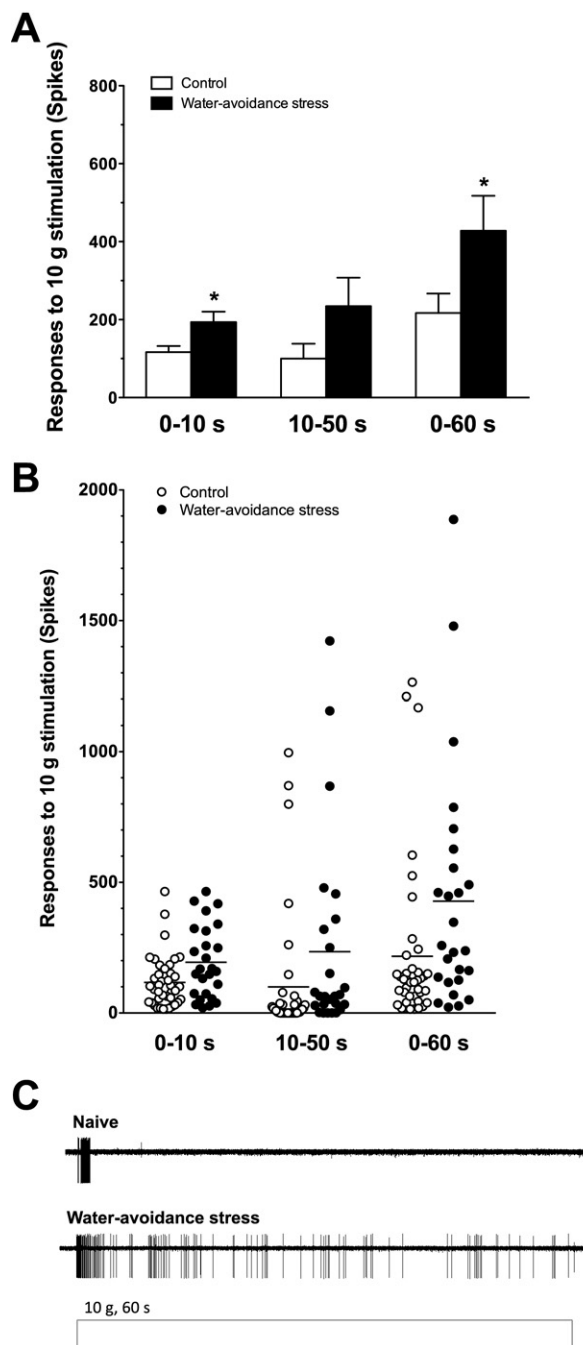 A
Responses to 10 g stimulation (Spikes)
Control
Water-avoidance stress
800
600
400
200
0
*
*
0-10 s 10-50 s 0-60 s
B
Responses to 10 g stimulation (Spikes)
Control
Water-avoidance stress
2000
1500
1000
500
0
0-10 s 10-50 s 0-60 s
C
Naive
Water-avoidance stress
10 g, 60 s